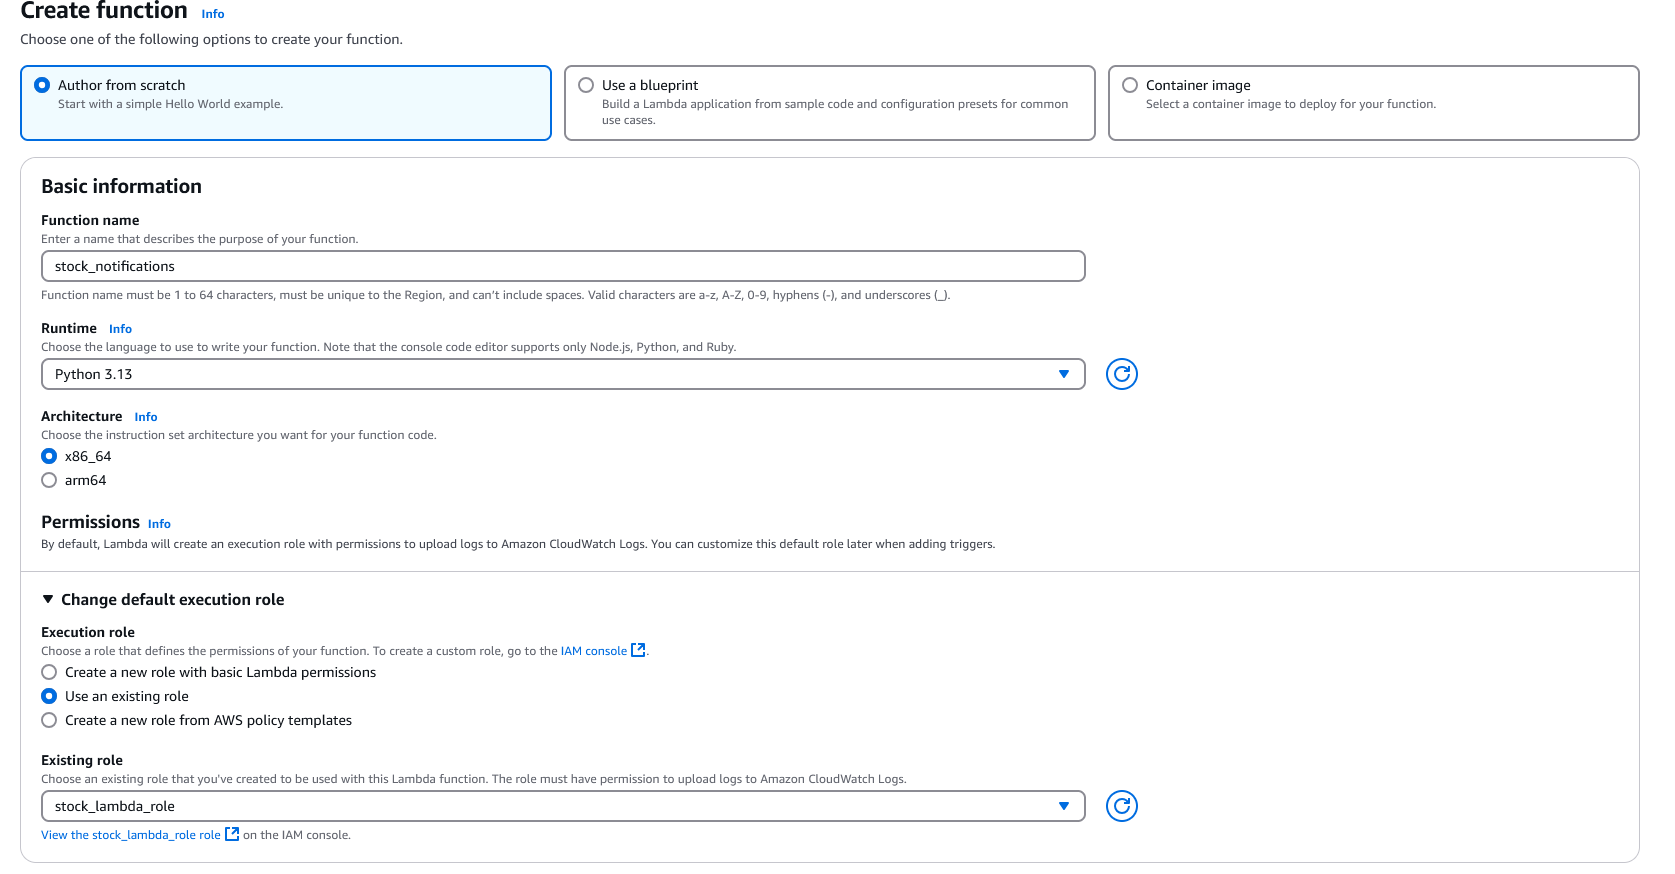 Create function Info
Choose one of the following options to create your function.
Author from scratch
Start with a simple Hello World example.
Use a blueprint
Build a Lambda application from sample code and configuration presets for common
use cases.
Container image
Select a container image to deploy for your function.
Basic information
Function name
Enter a name that describes the purpose of your function.
stock_notifications
Function name must be 1 to 64 characters, must be unique to the Region, and can't include spaces. Valid characters are a-z, A-Z, 0-9, hyphens (-), and underscores (_).
Runtime Info
Choose the language to use to write your function. Note that the console code editor supports only Node.js, Python, and Ruby.
Python 3.13
Architecture Info
Choose the instruction set architecture you want for your function code.
x86_64
arm64
Permissions Info
By default, Lambda will create an execution role with permissions to upload logs to Amazon CloudWatch Logs. You can customize this default role later when adding triggers.
Change default execution role
Execution role
Choose a role that defines the permissions of your function. To create a custom role, go to the IAM console.
Create a new role with basic Lambda permissions
Use an existing role
Create a new role from AWS policy templates
Existing role
Choose an existing role that you've created to be used with this Lambda function. The role must have permission to upload logs to Amazon CloudWatch Logs.
stock_lambda_role
View the stock_lambda_role role on the IAM console.